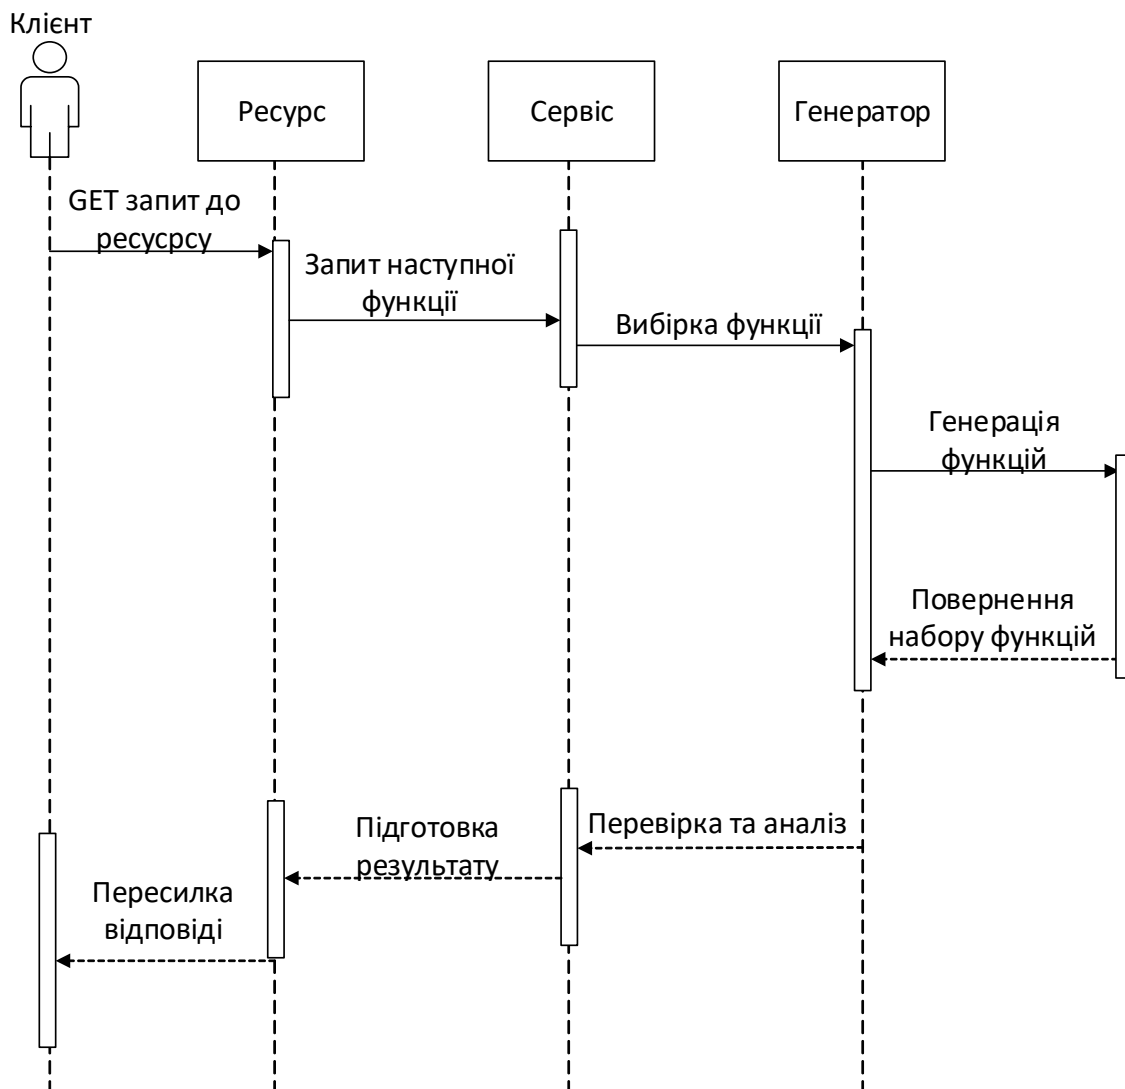 Клієнт
Ресурс
Сервіс
Генератор
GET запит до
ресусрсу
Запит наступної
функції
Вибірка функції
Генерація
функцій
Повернення
набору функцій
Перевірка та аналіз
Підготовка
результату
Пересилка
відповіді